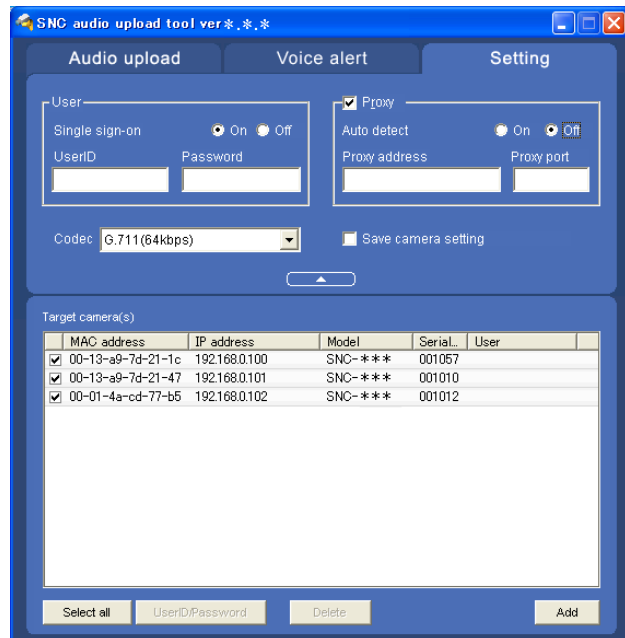 SNC audio upload tool ver*.*.*
Audio upload Voice alert Setting
User Proxy
Single sign-on On Off Auto detect On Off
UserID Password Proxy address Proxy port
Codec G.711(64kbps) Save camera setting
Target camera(s)
MAC address IP address Model Serial... User
00-13-a9-7d-21-1c 192.168.0.100 SNC-*** 001057
00-13-a9-7d-21-47 192.168.0.101 SNC-*** 001010
00-01-4a-cd-77-b5 192.168.0.102 SNC-*** 001012
Select all UserID/Password Delete Add